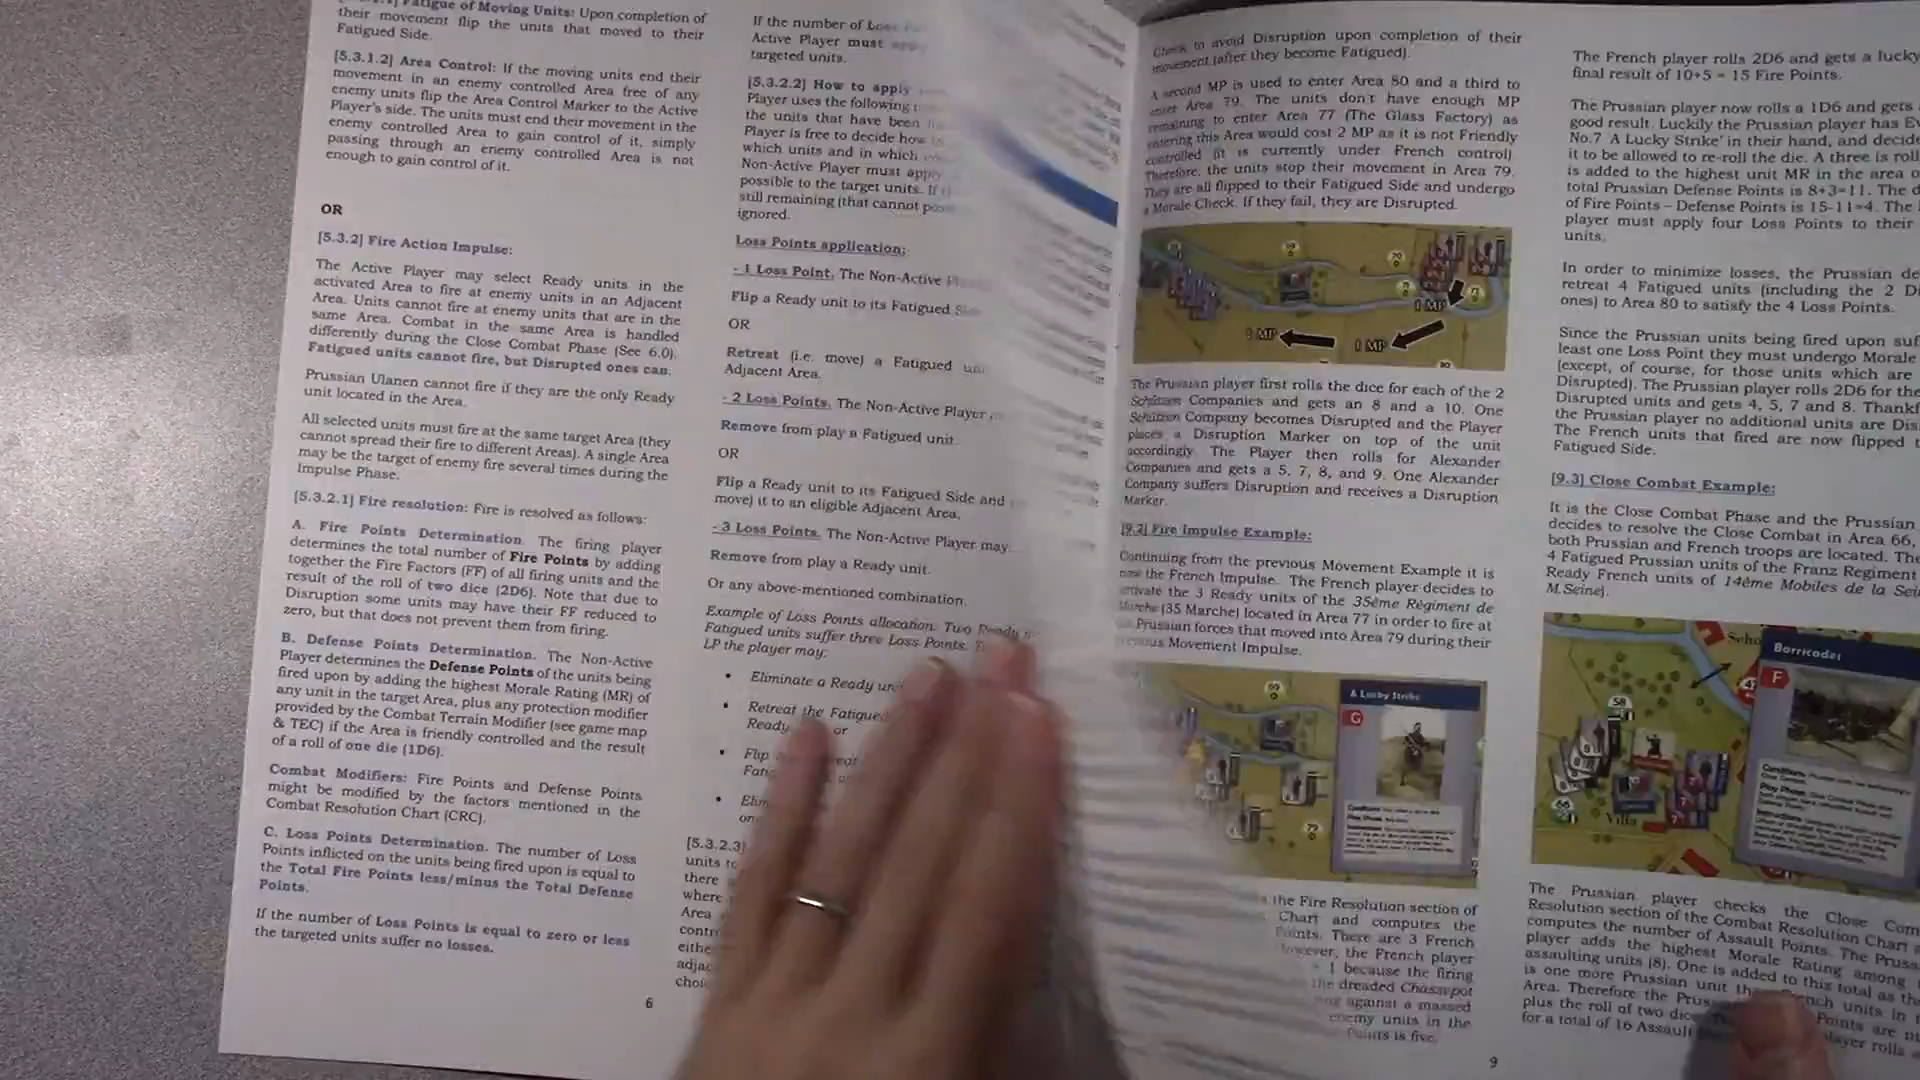 Fatigue of Moving Units: Upon completion of
their movement flip the units that moved to their
Fatigued Side.
[5.3.1.2] Area Control: If the moving units end their
movement in an enemy controlled Area free of any
enemy units flip the Area Control Marker to the Active
Player's side. The units must end their movement in the
enemy controlled Area to gain control of it, simply
passing through an enemy controlled Area is not
enough to gain control of it.
OR
[5.3.2] Fire Action Impulse:
The Active Player may select Ready units in the
activated Area to fire at enemy units in an Adjacent
Area. Units cannot fire at enemy units that are in the
same Area. Combat in the same Area is handled
differently during the Close Combat Phase (See 6.0).
Fatigued units cannot fire, but Disrupted ones can.
Prussian Ulanen cannot fire if they are the only Ready
unit located in the Area.
All selected units must fire at the same target Area (they
cannot spread their fire to different Areas). A single Area
may be the target of enemy fire several times during the
Impulse Phase.
[5.3.2.1] Fire resolution: Fire is resolved as follows:
A. Fire Points Determination. The firing player
determines the total number of Fire Points by adding
together the Fire Factors (FF) of all firing units and the
result of the roll of two dice (2D6). Note that due to
Disruption some units may have their FF reduced to
zero, but that does not prevent them from firing.
B. Defense Points Determination. The Non-Active
Player determines the Defense Points of the units being
fired upon by adding the highest Morale Rating (MR) of
any unit in the target Area, plus any protection modifier
provided by the Combat Terrain Modifier (see game map
& TEC) if the Area is friendly controlled and the result
of a roll of one die (1D6).
Combat Modifiers: Fire Points and Defense Points
might be modified by the factors mentioned in the
Combat Resolution Chart (CRC).
C. Loss Points Determination. The number of Loss
Points inflicted on the units being fired upon is equal to
the Total Fire Points less/minus the Total Defense
Points.
If the number of Loss Points is equal to zero or less
the targeted units suffer no losses.
6
If the number of Loss
Active Player must
targeted units.
[5.3.2.2] How to apply
Player uses the following
the units that have been
Player is free to decide how
which units and in which
Non-Active Player must apply
possible to the target units. If
still remaining (that cannot
ignored.
Loss Points application:
- 1 Loss Point. The Non-Active
Flip a Ready unit to its Fatigued
OR
Retreat (i.e. move) a Fatigued
Adjacent Area.
- 2 Loss Points. The Non-Active Player
Remove from play a Fatigued unit
OR
Flip a Ready unit to its Fatigued Side and
move) it to an eligible Adjacent Area.
- 3 Loss Points. The Non-Active Player may:
Remove from play a Ready unit.
Or any above-mentioned combination.
Example of Loss Points allocation. Two Ready
Fatigued units suffer three Loss Points.
LP the player may:
• Eliminate a Ready
• Retreat the Fatigued
Ready or
• Flip
• 
[5.3.2.3]
units to
there
where
Area
adjac
Check to avoid Disruption upon completion of their
movement (after they become Fatigued).
A second MP is used to enter Area 80 and a third to
enter Area 79. The units don't have enough MP
remaining to enter Area 77 (The Glass Factory) as
entering this Area would cost 2 MP as it is not Friendly
controlled (it is currently under French control)
Therefore, the units stop their movement in Area 79.
They are all flipped to their Fatigued Side and undergo
a Morale Check. If they fail, they are Disrupted.
1 MP
1 MP
1 MP
The Prussian player first rolls the dice for each of the 2
Schützen Companies and gets an 8 and a 10. One
Schützen Company becomes Disrupted and the Player
places a Disruption Marker on top of the unit
accordingly. The Player then rolls for Alexander
Companies and gets a 5, 7, 8, and 9. One Alexander
Company suffers Disruption and receives a Disruption
Marker.
[9.2] Fire Impulse Example:
Continuing from the previous Movement Example it is
now the French Impulse. The French player decides to
activate the 3 Ready units of the 35ème Règiment de
Marche (35 Marche) located in Area 77 in order to fire at
Prussian forces that moved into Area 79 during their
previous Movement Impulse.
A Lucky Strike
G
the Fire Resolution section of
Chart and computes the
Points. There are 3 French
However, the French player
1 because the firing
the dreaded Chassepot
against a massed
enemy units in the
Points is five.
9
The French player rolls 2D6 and gets a lucky
final result of 10+5 = 15 Fire Points.
The Prussian player now rolls a 1D6 and gets
good result. Luckily the Prussian player has
No.7 'A Lucky Strike' in their hand, and
it to be allowed to re-roll the die. A three is
is added to the highest unit MR in the area
total Prussian Defense Points is 8+3=11. The
of Fire Points – Defense Points is 15-11=4. The
player must apply four Loss Points to their
units.
In order to minimize losses, the Prussian
retreat 4 Fatigued units (including the 2
ones) to Area 80 to satisfy the 4 Loss Points.
Since the Prussian units being fired upon
least one Loss Point they must undergo Morale
(except, of course, for those units which are
Disrupted). The Prussian player rolls 2D6 for the
Disrupted units and gets 4, 5, 7 and 8.
the Prussian player no additional units are
The French units that fired are now flipped
Fatigued Side.
[9.3] Close Combat Example:
It is the Close Combat Phase and the Prussian
decides to resolve the Close Combat in Area 66,
both Prussian and French troops are located.
4 Fatigued Prussian units of the Franz Regiment
Ready French units of 14ème Mobiles de la
M.Seine).
Barricades
F
58
66
Villa
The Prussian player checks the Close
Resolution section of the Combat Resolution Chart
computes the number of Assault Points. The
player adds the highest Morale Rating among
assaulting units (8). One is added to this total as
is one more Prussian unit than French units in
Area. Therefore the
plus the roll of two dice
for a total of 16 Assault player rolls